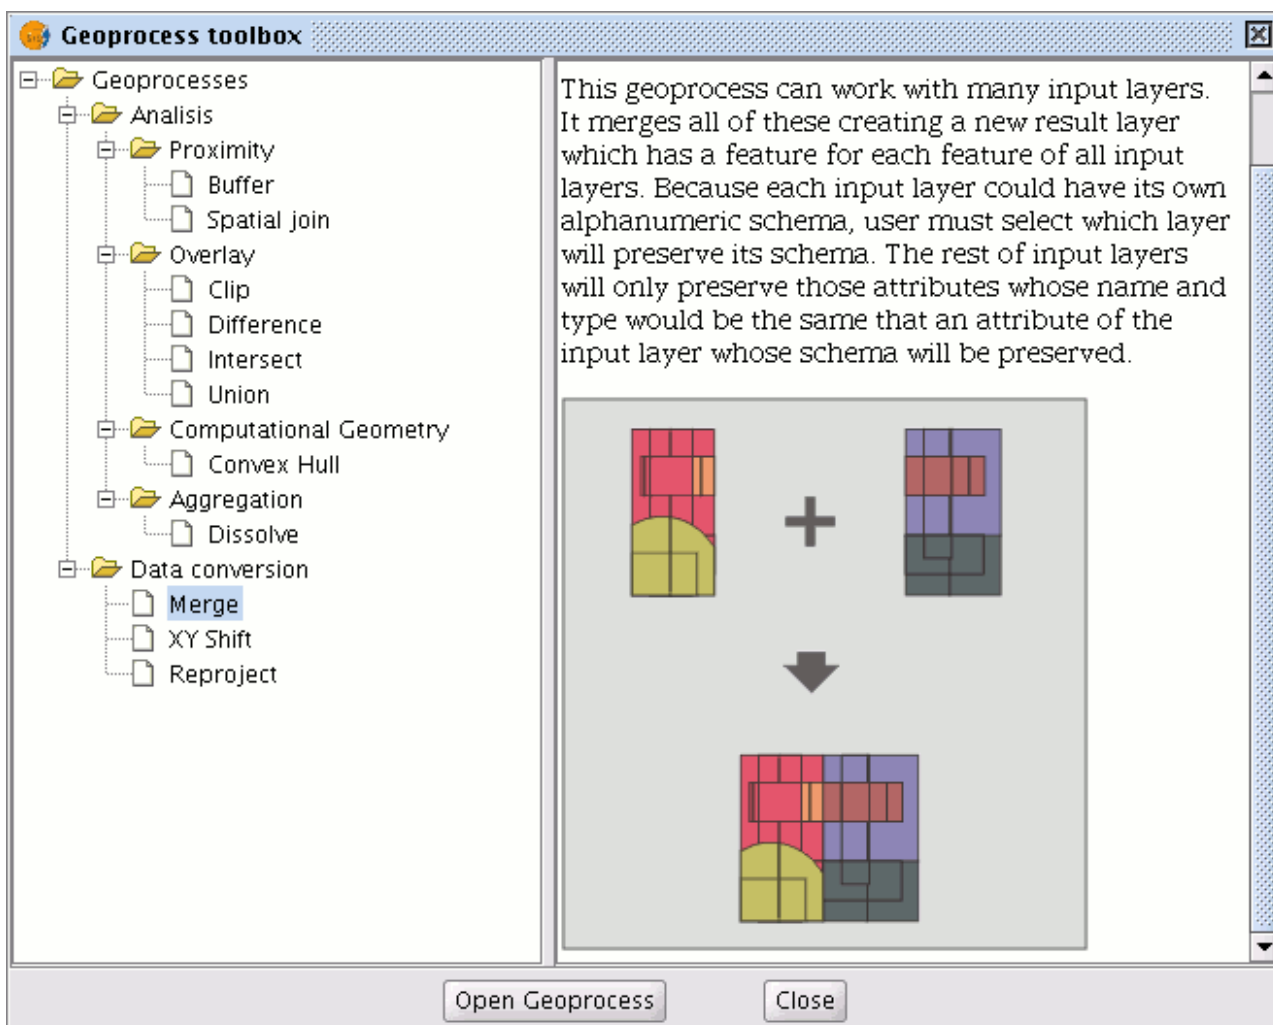 Geoprocess toolbox
Geoprocesses
Analisis
Proximity
Buffer
Spatial join
Overlay
Clip
Difference
Intersect
Union
Computational Geometry
Convex Hull
Aggregation
Dissolve
Data conversion
Merge
XY Shift
Reproject
This geoprocess can work with many input layers.
It merges all of these creating a new result layer
which has a feature for each feature of all input
layers. Because each input layer could have its own
alphanumeric schema, user must select which layer
will preserve its schema. The rest of input layers
will only preserve those attributes whose name and
type would be the same that an attribute of the
input layer whose schema will be preserved.
Open Geoprocess
Close